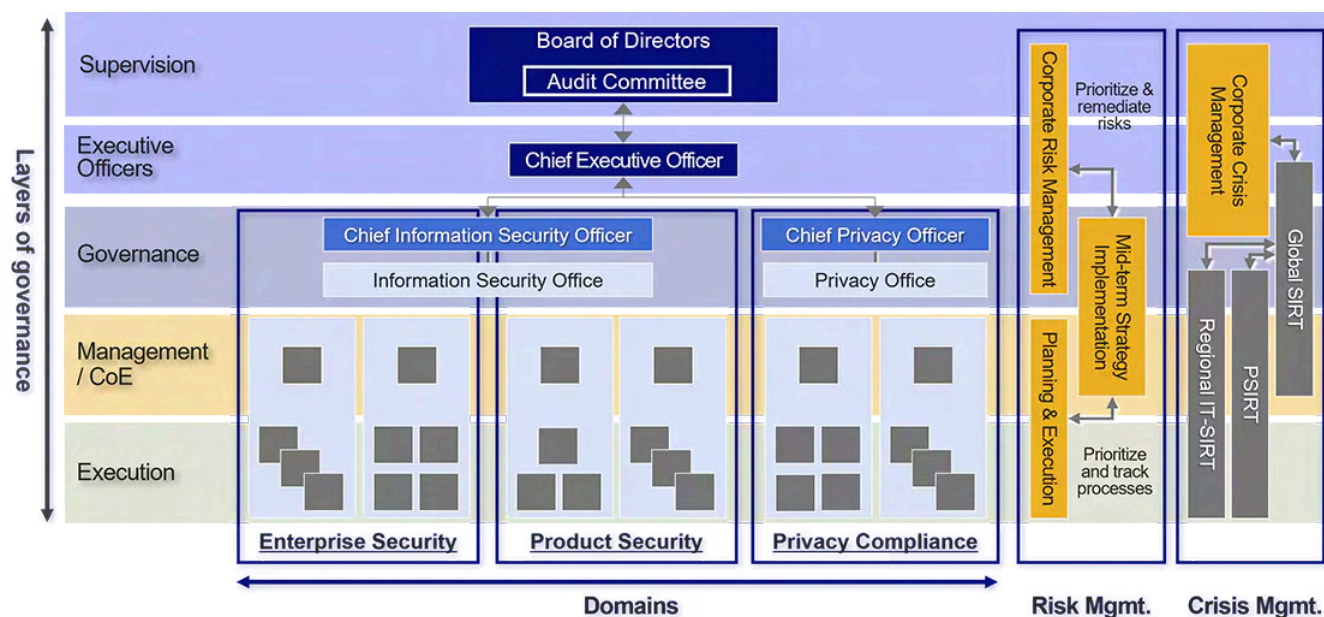 Layers of governance
Supervision
Board of Directors
Audit Committee
Executive
Officers
Chief Executive Officer
Governance
Chief Information Security Officer
Information Security Office
Chief Privacy Officer
Privacy Office
Management
/ CoE
Execution
Enterprise Security
Product Security
Privacy Compliance
Domains
Corporate Risk Management
Prioritize &
remediate
risks
Mid-term Strategy
Implementation
Planning & Execution
Prioritize
and track
processes
Risk Mgmt.
Corporate Crisis
Management
Global SIRT
Regional IT-SIRT
PSIRT
Crisis Mgmt.